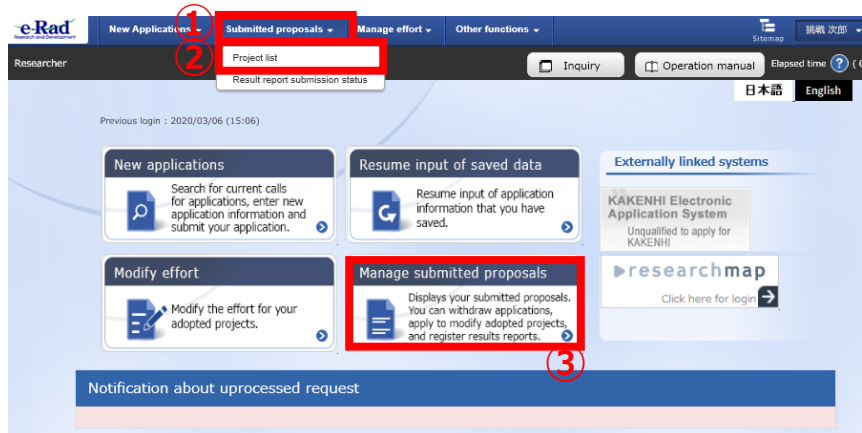 e-Rad
Research and Development
New Applications
Submitted proposals
Manage effort
Other functions
Sitemap
挑戦 次郎
①
②
Project list
Result report submission status
Researcher
Inquiry
Operation manual
Elapsed time ? (
日本語
English
Previous login : 2020/03/06 (15:06)
New applications
Search for current calls
for applications, enter new
application information and
submit your application.
Resume input of saved data
Resume input of application
information that you have
saved.
Externally linked systems
KAKENHI Electronic
Application System
Unqualified to apply for
KAKENHI
Modify effort
Modify the effort for your
adopted projects.
Manage submitted proposals
Displays your submitted proposals.
You can withdraw applications,
apply to modify adopted projects,
and register results reports.
③
researchmap
Click here for login
Notification about uprocessed request